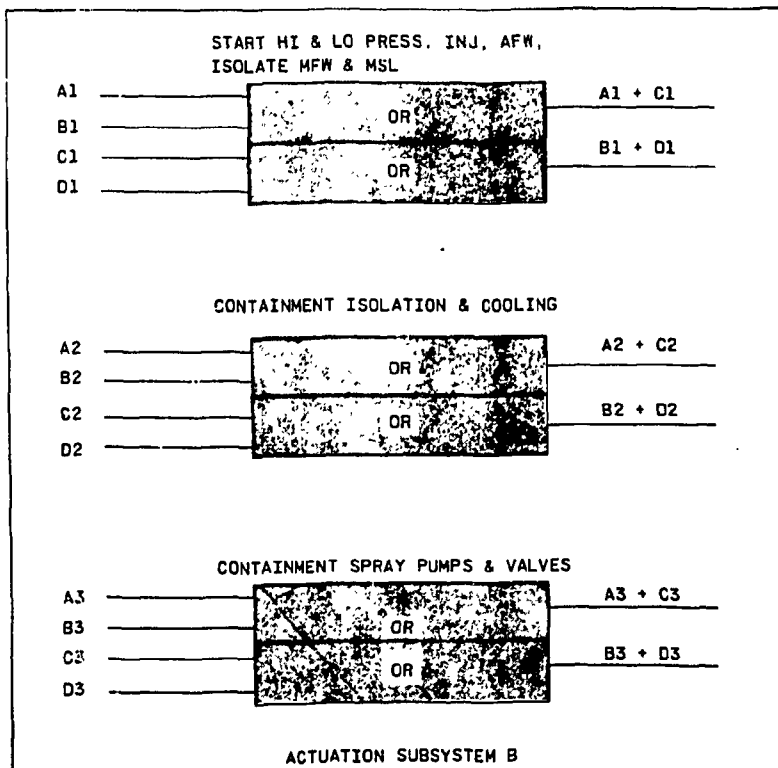 START HI & LO PRESS. INJ, AFW,
ISOLATE MFW & MSL
A1
B1
C1
D1
OR
OR
A1 + C1
B1 + D1
CONTAINMENT ISOLATION & COOLING
A2
B2
C2
D2
OR
OR
A2 + C2
B2 + D2
CONTAINMENT SPRAY PUMPS & VALVES
A3
B3
C3
D3
OR
OR
A3 + C3
B3 + D3
ACTUATION SUBSYSTEM B